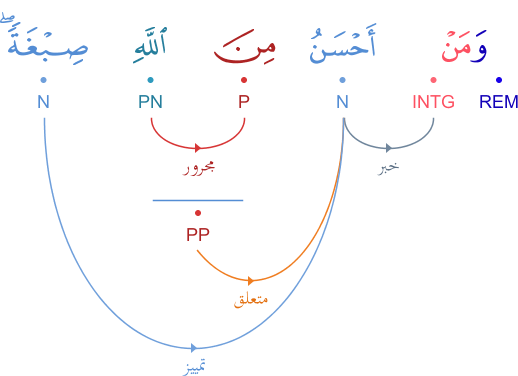 وَمَنْ أَحْسَنُ مِنَ ٱللَّهِ صِبْغَةً ۖ
REM INTG N P PN N
خبر
مجرور
PP
متعلق
تمييز